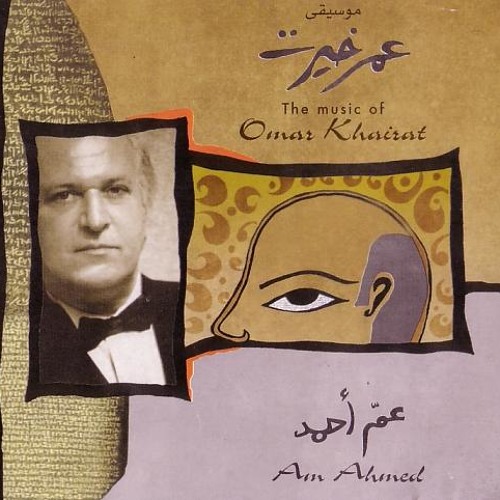 موسيقى
عمر خيرت
The music of
Omar Khairat
عمّ أحمد
Am Ahmed